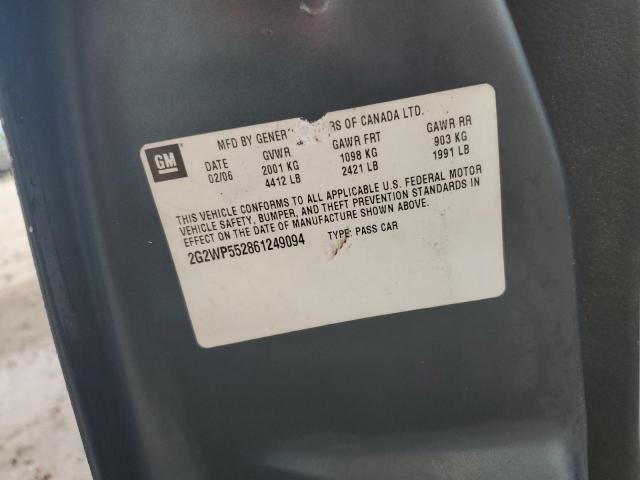 MFD BY GENER RS OF CANADA LTD.
GM
DATE GVWR GAWR FRT GAWR RR
02/06 2001 KG 1098 KG 903 KG
4412 LB 2421 LB 1991 LB
THIS VEHICLE CONFORMS TO ALL APPLICABLE U.S. FEDERAL MOTOR
VEHICLE SAFETY, BUMPER, AND THEFT PREVENTION STANDARDS IN
EFFECT ON THE DATE OF MANUFACTURE SHOWN ABOVE.
2G2WP552861249094 TYPE: PASS CAR